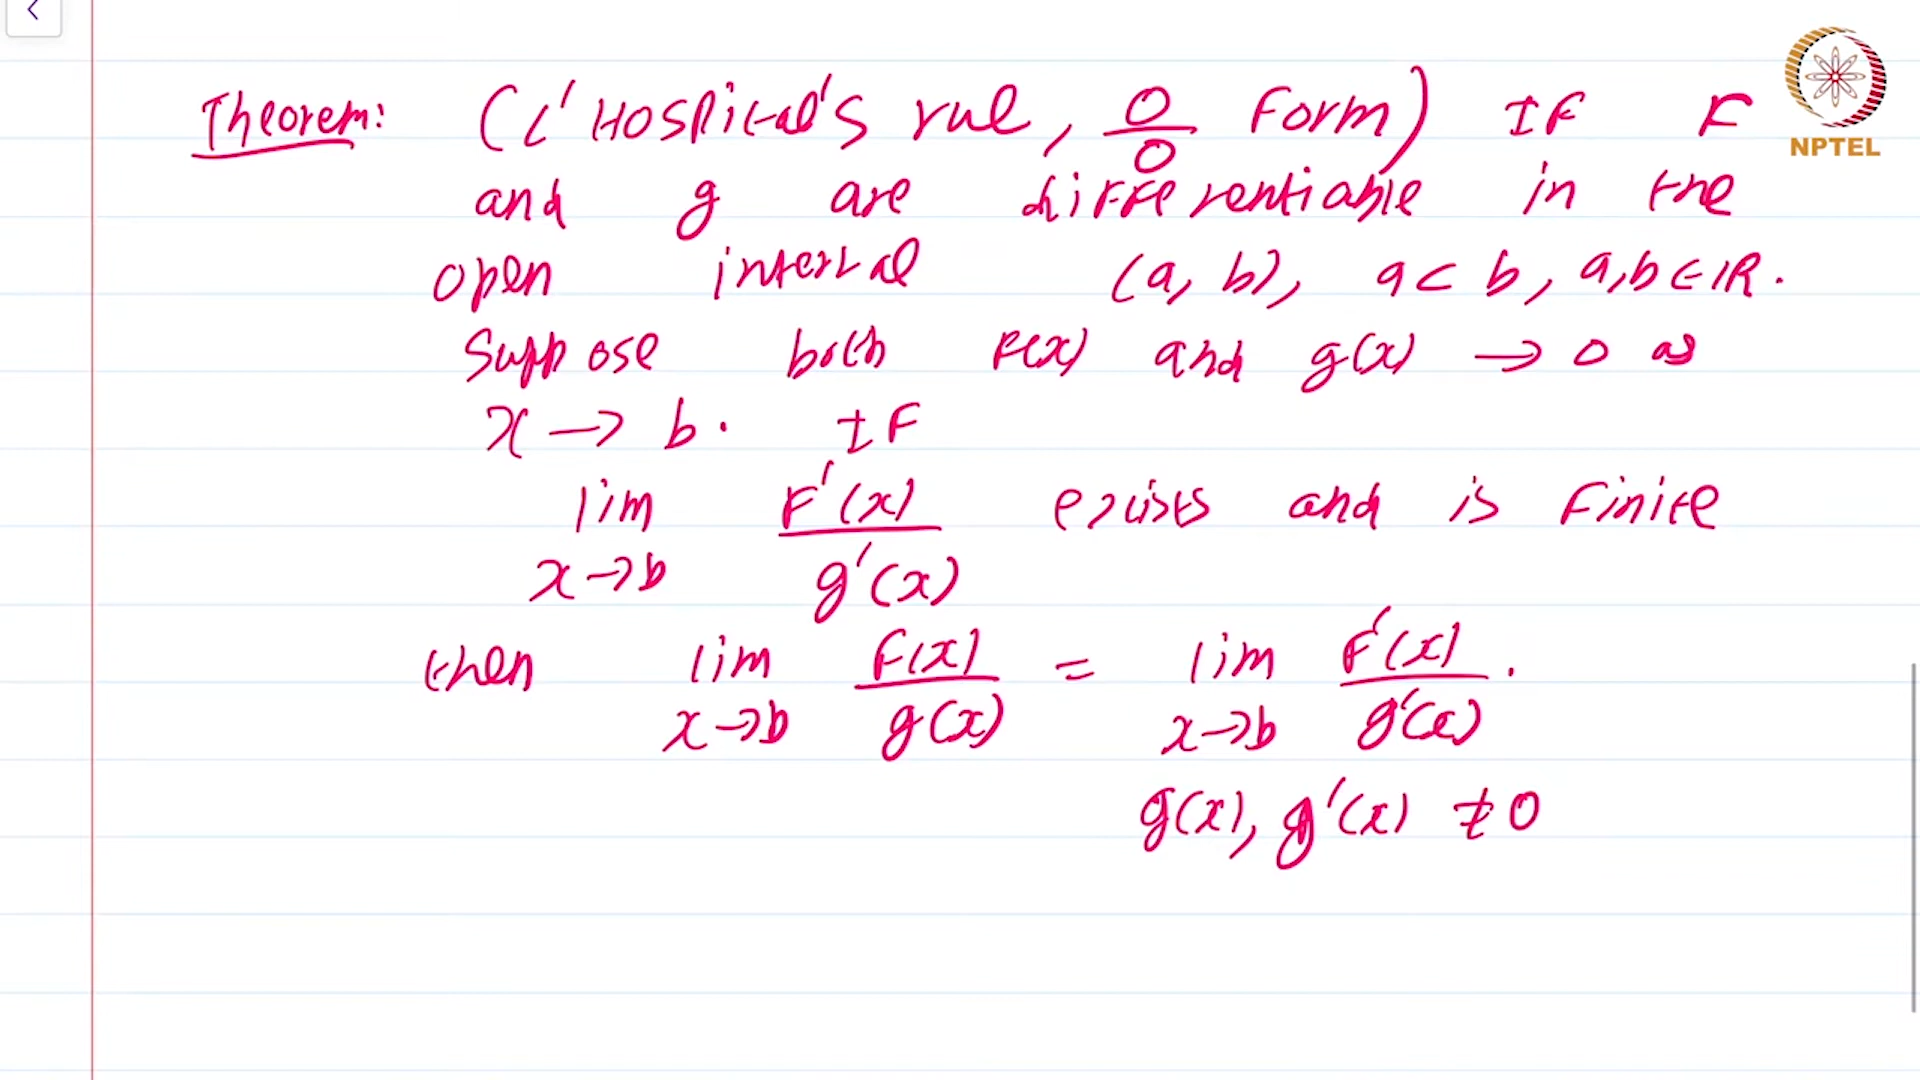 Theorem: (L'Hospital's rule, 0/0 form) If F
NPTEL
and g are differentiable in the
open interval (a, b), a < b, a, b ∈ ℝ.
Suppose both F(x) and g(x) → 0 as
x → b. If
lim x→b F'(x)/g'(x) exists and is finite
then lim x→b F(x)/g(x) = lim x→b F'(x)/g'(x).
g(x), g'(x) ≠ 0